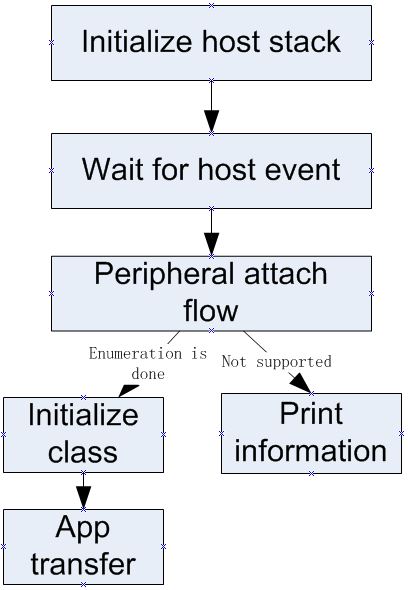 Initialize host stack
Wait for host event
Peripheral attach
flow
Enumeration is
done
Not supported
Initialize
class
Print
information
App
transfer